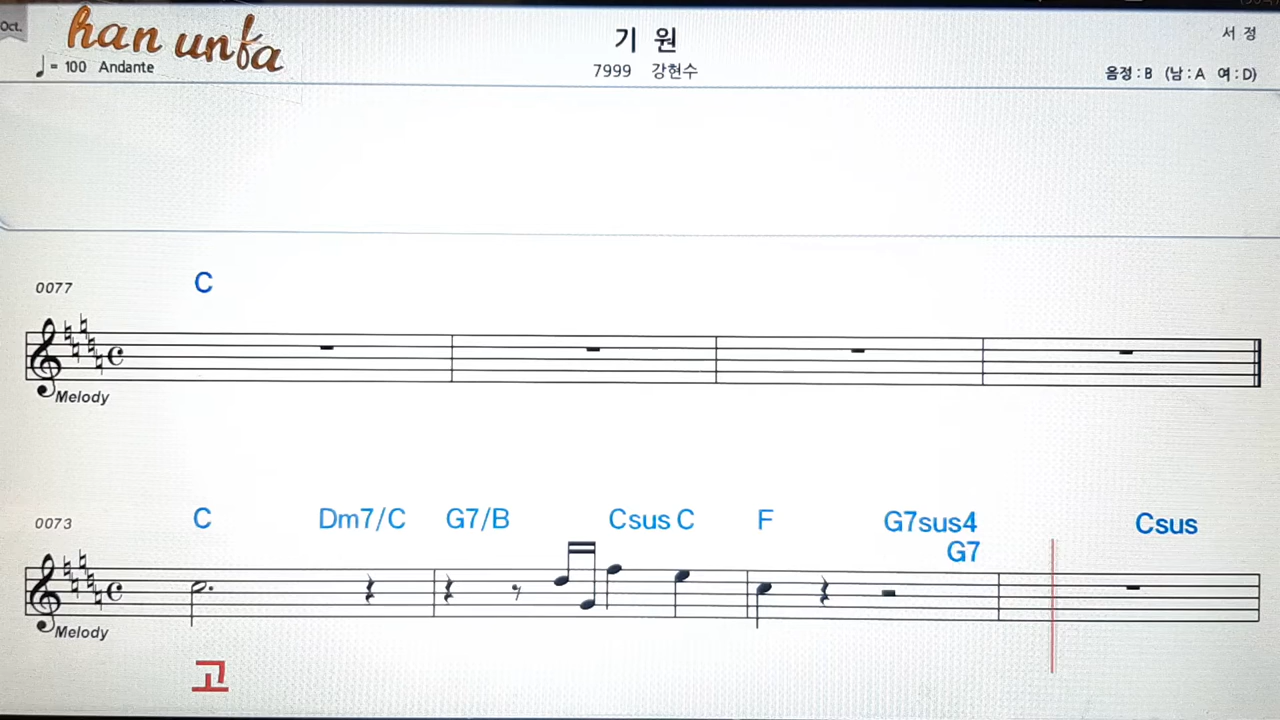 Oct.
han unfa
♩= 100 Andante
기 원
7999 강현수
서 정
음정 : B (남 : A 여 : D)
0077
C
Melody
0073
C Dm7/C G7/B Csus C F G7sus4 Csus
G7
Melody
고